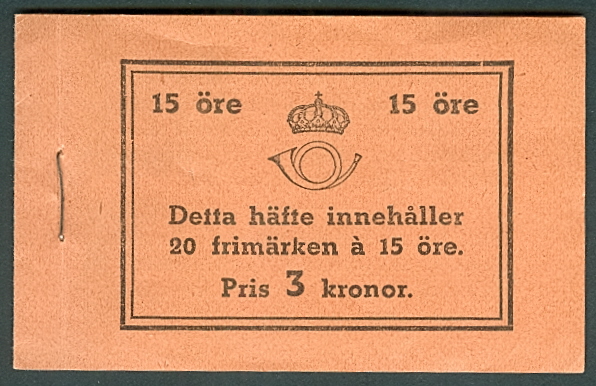 15 öre 15 öre
Detta häfte innehåller
20 frimärken à 15 öre.
Pris 3 kronor.